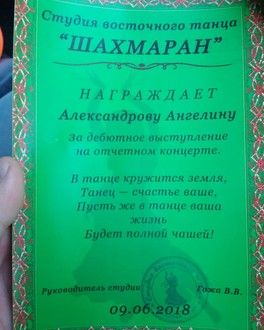 Студия восточного танца
"ШАХМАРАН"
НАГРАЖДАЕТ
Александрову Ангелину
За дебютное выступление
на отчетном концерте.
В танце кружится земля,
Танец – счастье ваше,
Пусть же в танце ваша
жизнь
Будет полной чашей!
Руководитель студии Гожа В.В.
09.06.2018